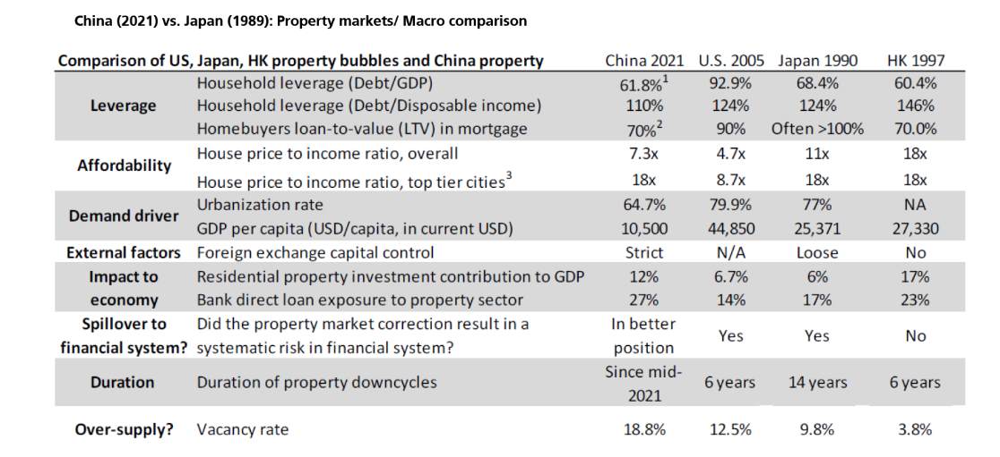 China (2021) vs. Japan (1989): Property markets/ Macro comparison
Comparison of US, Japan, HK property bubbles and China property China 2021 U.S. 2005 Japan 1990 HK 1997
Leverage Household leverage (Debt/GDP) 61.8%¹ 92.9% 68.4% 60.4%
Household leverage (Debt/Disposable income) 110% 124% 124% 146%
Homebuyers loan-to-value (LTV) in mortgage 70%² 90% Often >100% 70.0%
Affordability House price to income ratio, overall 7.3x 4.7x 11x 18x
House price to income ratio, top tier cities³ 18x 8.7x 18x 18x
Demand driver Urbanization rate 64.7% 79.9% 77% NA
GDP per capita (USD/capita, in current USD) 10,500 44,850 25,371 27,330
External factors Foreign exchange capital control Strict N/A Loose No
Impact to Residential property investment contribution to GDP 12% 6.7% 6% 17%
economy Bank direct loan exposure to property sector 27% 14% 17% 23%
Spillover to Did the property market correction result in a In better
financial system? systematic risk in financial system? position Yes Yes No
Duration Duration of property downcycles Since mid-
2021 6 years 14 years 6 years
Over-supply? Vacancy rate 18.8% 12.5% 9.8% 3.8%